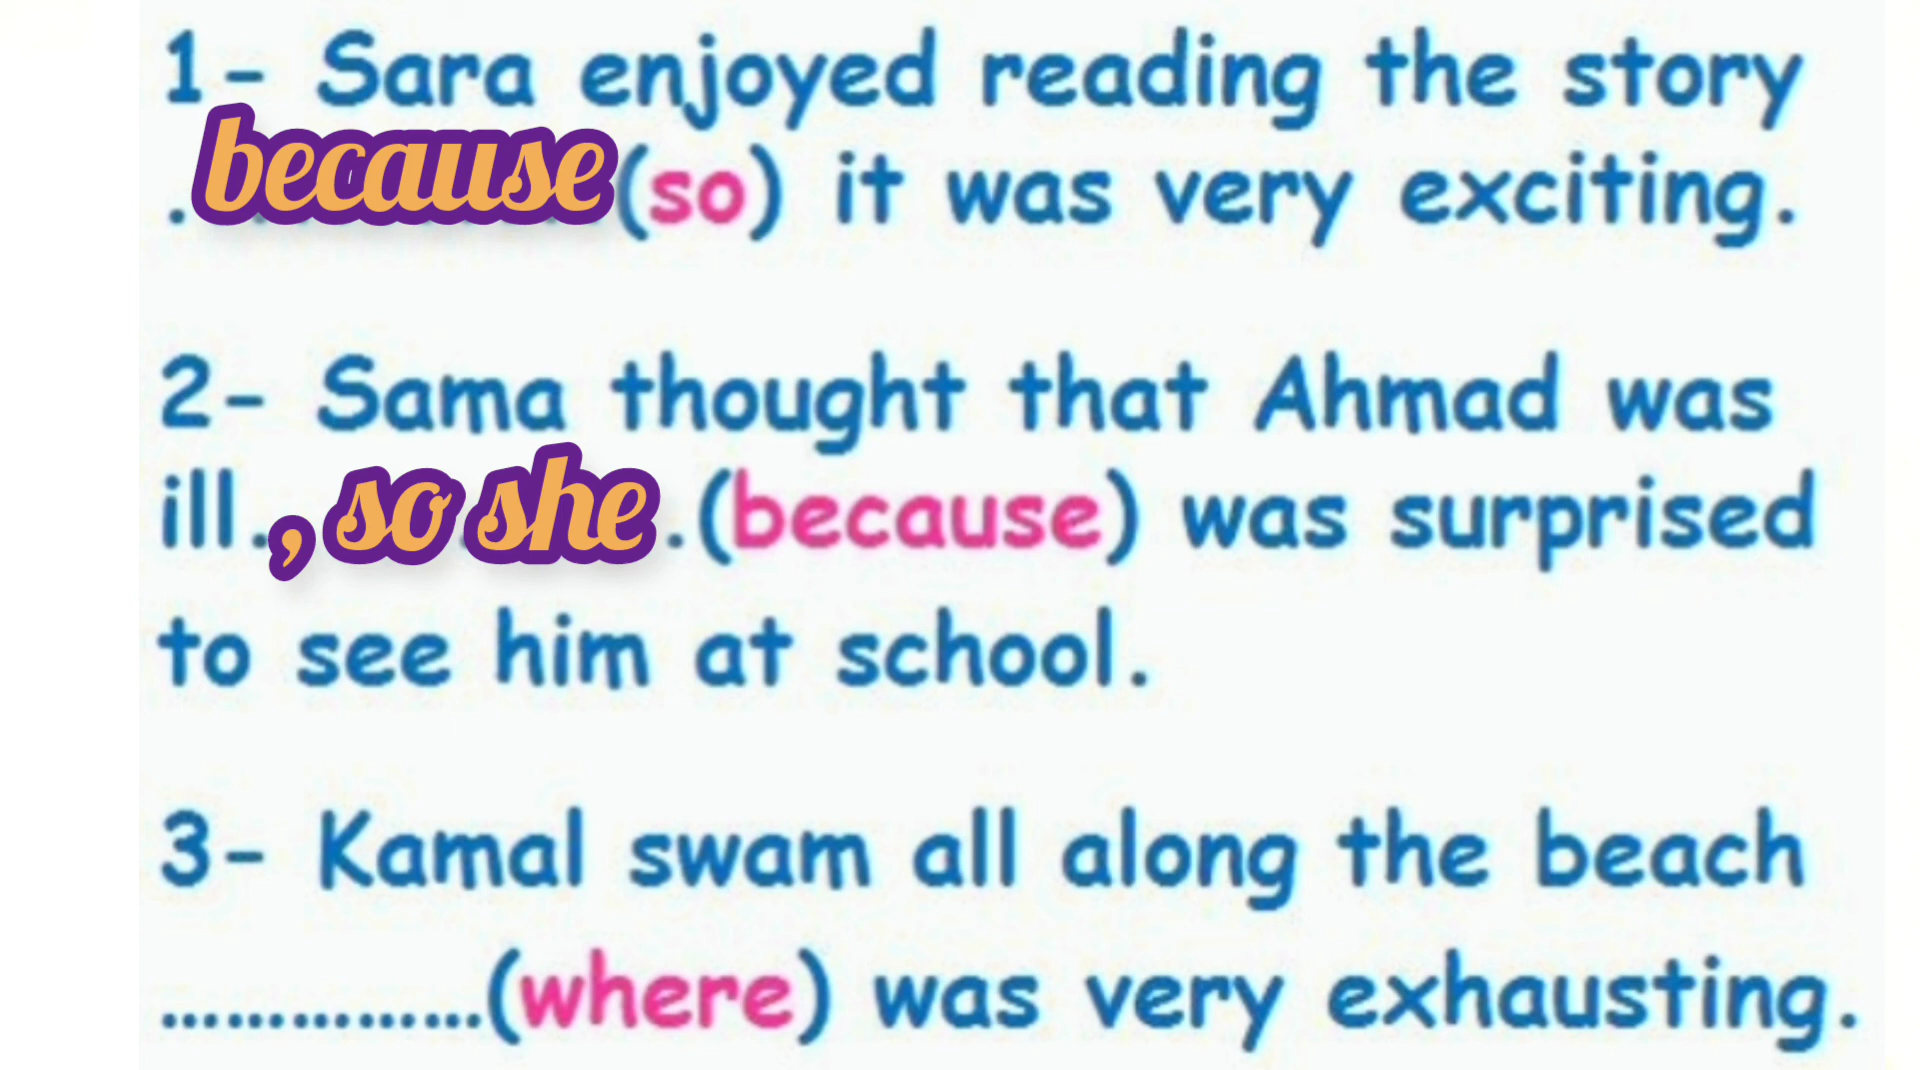 1- Sara enjoyed reading the story
.because(so) it was very exciting.
2- Sama thought that Ahmad was
ill., so she.(because) was surprised
to see him at school.
3- Kamal swam all along the beach
...............(where) was very exhausting.